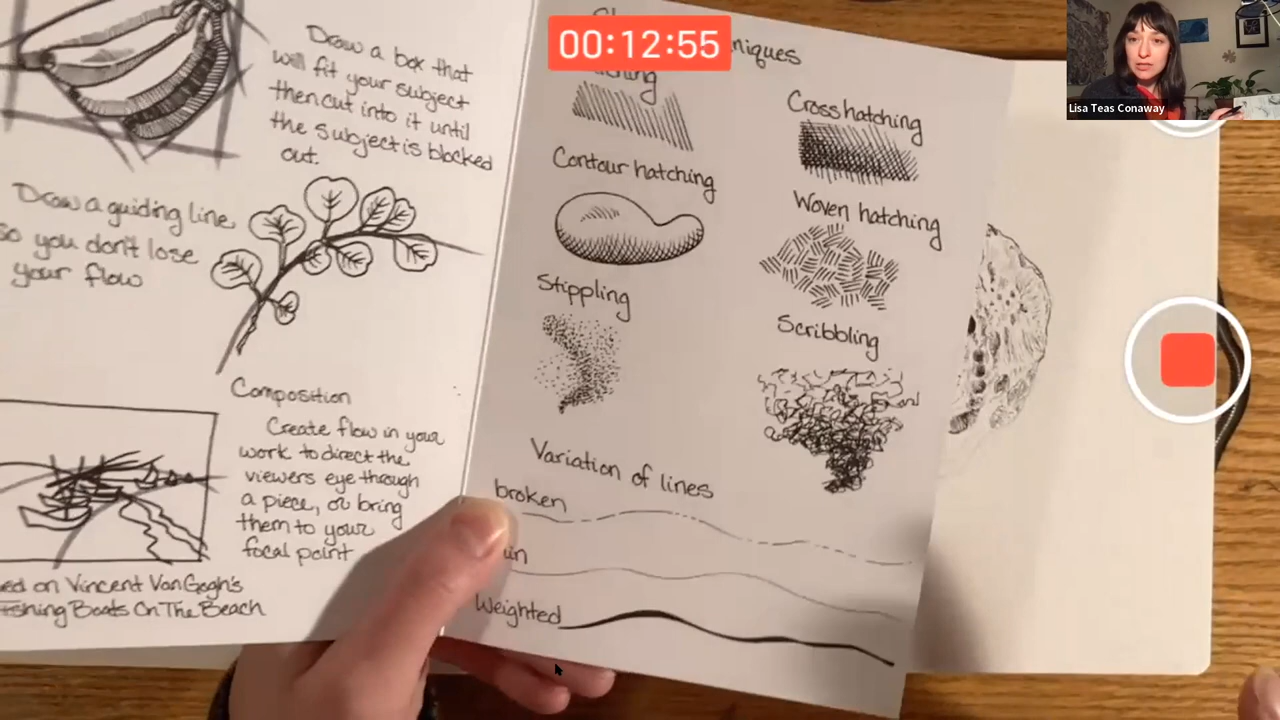 00:12:55
Lisa Teas Conaway
Draw a box that
will fit your subject
then cut into it until
the subject is blocked
out.
Draw a guiding line
so you don't lose
your flow
Composition
Create flow in your
work to direct the
viewers eye through
a piece, or bring
them to your
focal point
on Vincent Van Gogh's
Fishing Boats On The Beach
Crosshatching
Contour hatching
Woven hatching
Stippling
Scribbling
Variation of lines
broken
Weighted